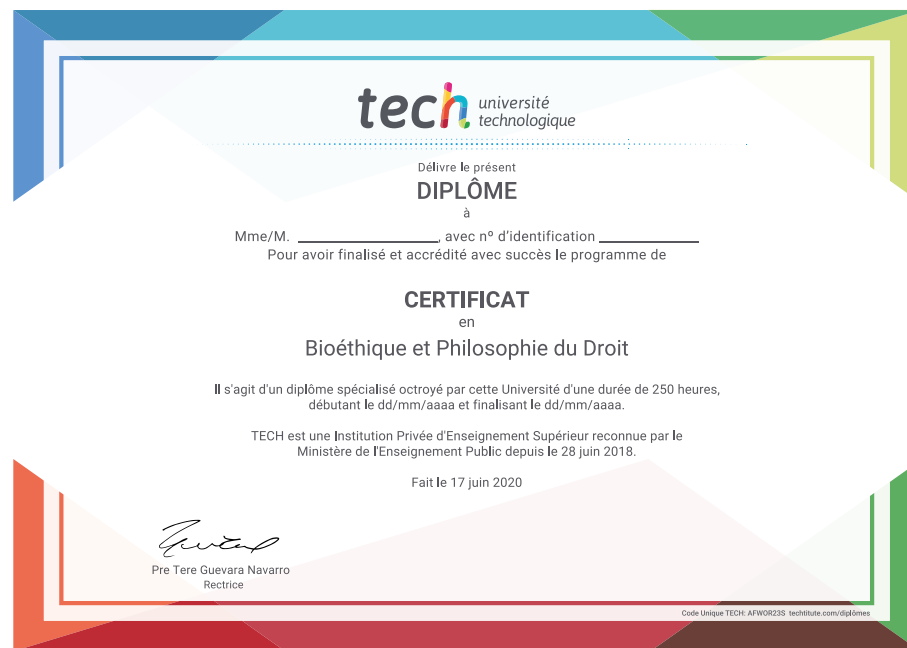 tech université
technologique
Délivre le présent
DIPLÔME
à
Mme/M. ____________________, avec nº d'identification ______________
Pour avoir finalisé et accrédité avec succès le programme de
CERTIFICAT
en
Bioéthique et Philosophie du Droit
Il s'agit d'un diplôme spécialisé octroyé par cette Université d'une durée de 250 heures,
débutant le dd/mm/aaaa et finalisant le dd/mm/aaaa.
TECH est une Institution Privée d'Enseignement Supérieur reconnue par le
Ministère de l'Enseignement Public depuis le 28 juin 2018.
Fait le 17 juin 2020
Pre Tere Guevara Navarro
Rectrice
Code Unique TECH: AFWOR23S techtitute.com/diplômes